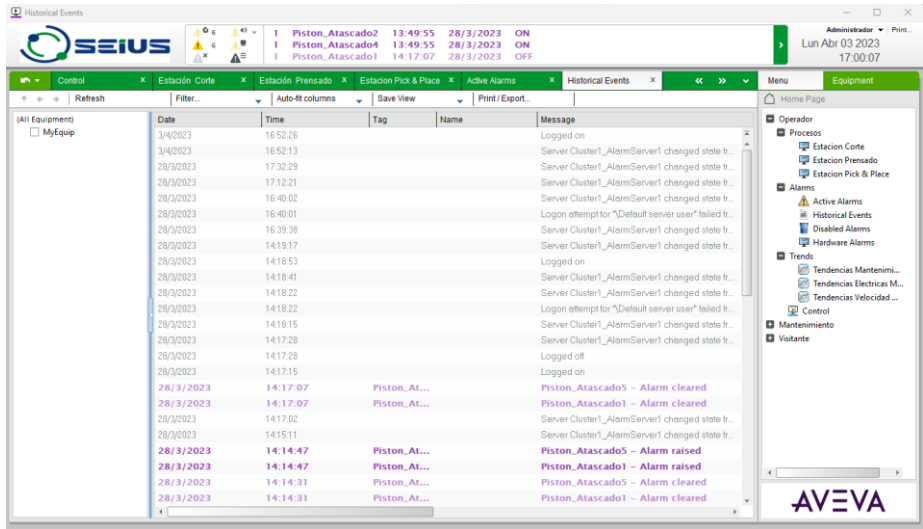 Historical Events
SEIUS
6
6
1 Piston_Atascado2 13:49:55 28/3/2023 ON
1 Piston_Atascado4 13:49:55 28/3/2023 ON
1 Piston_Atascado1 14:17:07 28/3/2023 OFF
Administrador Print...
Lun Abr 03 2023
17:00:07
Control X Estación Corte X Estación Prensado X Estacion Pick & Place X Active Alarms X Historical Events X
Menu Equipment
Refresh Filter... Auto-fit columns Save View Print/Export...
Home Page
(All Equipment)
MyEquip
Date Time Tag Name Message
3/4/2023 16:52:26 Logged on
3/4/2023 16:52:13 Server Cluster1_AlarmServer1 changed state fr...
28/3/2023 17:32:29 Server Cluster1_AlarmServer1 changed state fr...
28/3/2023 17:12:21 Server Cluster1_AlarmServer1 changed state fr...
28/3/2023 16:40:02 Server Cluster1_AlarmServer1 changed state fr...
28/3/2023 16:40:01 Logon attempt for "\Default server user" failed fr...
28/3/2023 16:39:38 Server Cluster1_AlarmServer1 changed state fr...
28/3/2023 14:19:17 Server Cluster1_AlarmServer1 changed state fr...
28/3/2023 14:18:53 Logged on
28/3/2023 14:18:41 Server Cluster1_AlarmServer1 changed state fr...
28/3/2023 14:18:22 Server Cluster1_AlarmServer1 changed state fr...
28/3/2023 14:18:22 Logon attempt for "\Default server user" failed fr...
28/3/2023 14:18:15 Server Cluster1_AlarmServer1 changed state fr...
28/3/2023 14:17:28 Server Cluster1_AlarmServer1 changed state fr...
28/3/2023 14:17:28 Logged off
28/3/2023 14:17:15 Logged on
28/3/2023 14:17:07 Piston_At... Piston_Atascado5 - Alarm cleared
28/3/2023 14:17:07 Piston_At... Piston_Atascado1 - Alarm cleared
28/3/2023 14:17:02 Server Cluster1_AlarmServer1 changed state fr...
28/3/2023 14:15:11 Server Cluster1_AlarmServer1 changed state fr...
28/3/2023 14:14:47 Piston_At... Piston_Atascado5 - Alarm raised
28/3/2023 14:14:47 Piston_At... Piston_Atascado1 - Alarm raised
28/3/2023 14:14:31 Piston_At... Piston_Atascado5 - Alarm cleared
28/3/2023 14:14:31 Piston_At... Piston_Atascado1 - Alarm cleared
Operador
Procesos
Estacion Corte
Estacion Prensado
Estacion Pick & Place
Alarms
Active Alarms
Historical Events
Disabled Alarms
Hardware Alarms
Trends
Tendencias Mantenimi...
Tendencias Electricas M...
Tendencias Velocidad ...
Control
Mantenimiento
Visitante
AVEVA